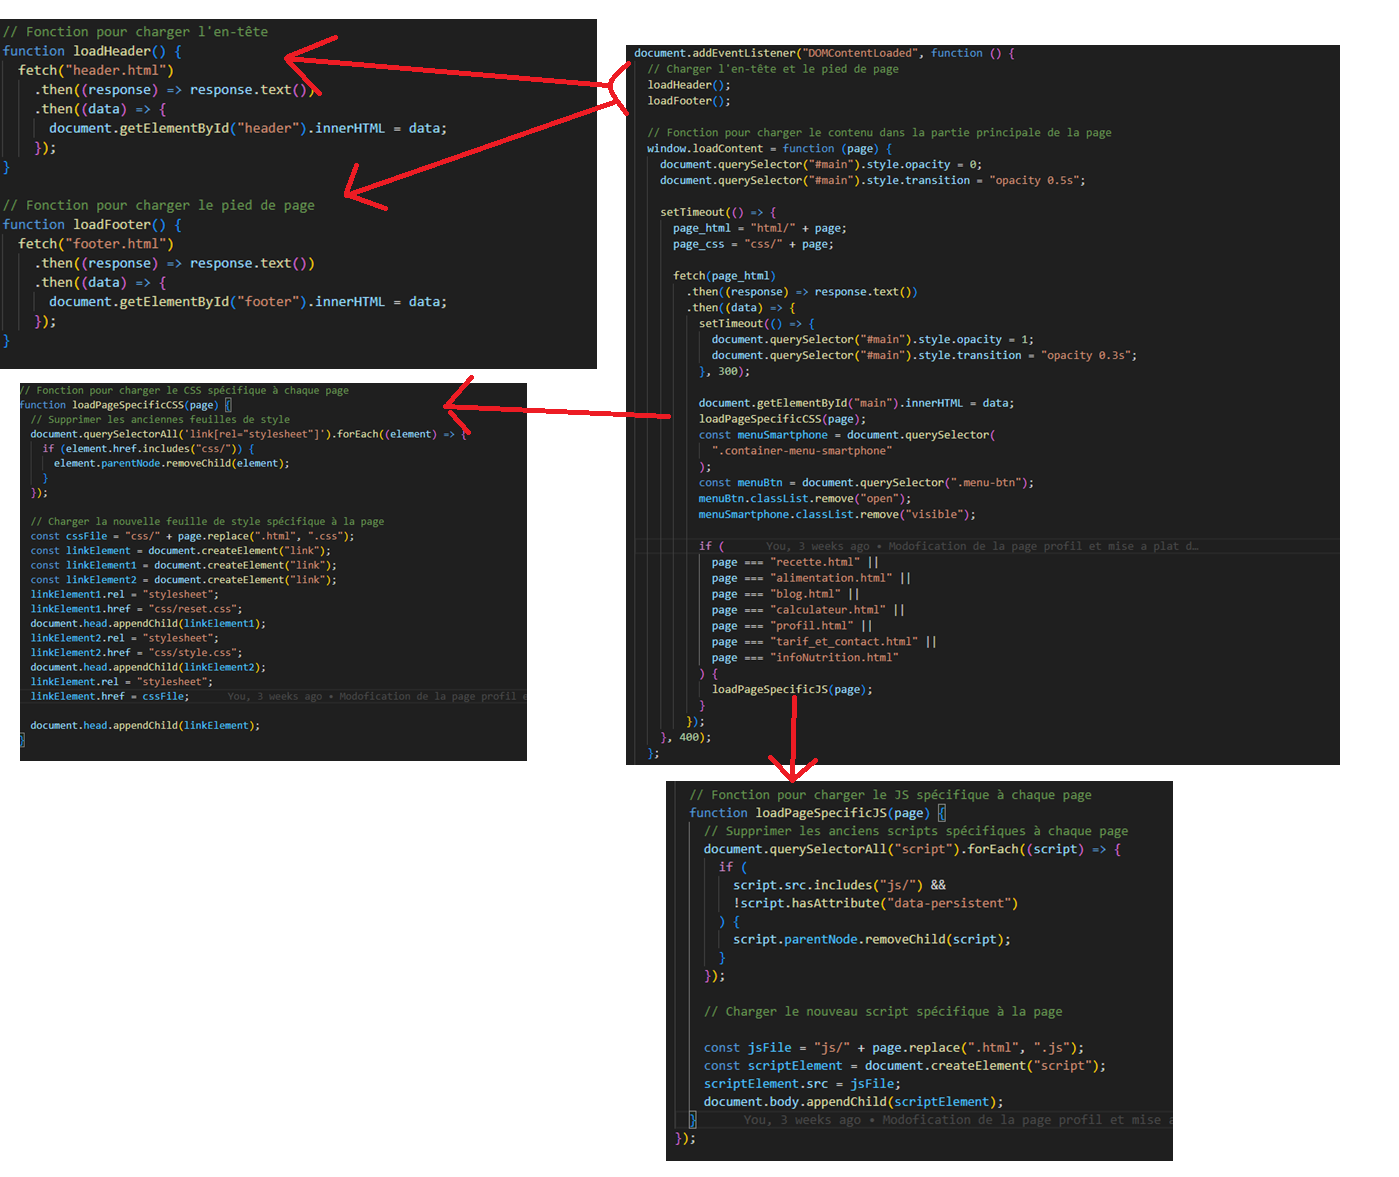 // Fonction pour charger l'en-tête
function loadHeader() {
fetch("header.html")
.then((response) => response.text())
.then((data) => {
document.getElementById("header").innerHTML = data;
});
}
// Fonction pour charger le pied de page
function loadFooter() {
fetch("footer.html")
.then((response) => response.text())
.then((data) => {
document.getElementById("footer").innerHTML = data;
});
}
// Fonction pour charger le CSS spécifique à chaque page
function loadPageSpecificCSS(page) {
// Supprimer les anciennes feuilles de style
document.querySelectorAll('link[rel="stylesheet"]').forEach((element) => {
if (element.href.includes("css/")) {
element.parentNode.removeChild(element);
}
});
// Charger la nouvelle feuille de style spécifique à la page
const cssFile = "css/" + page.replace(".html", ".css");
const linkElement = document.createElement("link");
const linkElement1 = document.createElement("link");
const linkElement2 = document.createElement("link");
linkElement1.rel = "stylesheet";
linkElement1.href = "css/reset.css";
document.head.appendChild(linkElement1);
linkElement2.rel = "stylesheet";
linkElement2.href = "css/style.css";
document.head.appendChild(linkElement2);
linkElement.rel = "stylesheet";
linkElement.href = cssFile; You, 3 weeks ago • Modofication de la page profil e
document.head.appendChild(linkElement);
}
document.addEventListener("DOMContentLoaded", function () {
// Charger l'en-tête et le pied de page
loadHeader();
loadFooter();
// Fonction pour charger le contenu dans la partie principale de la page
window.loadContent = function (page) {
document.querySelector("#main").style.opacity = 0;
document.querySelector("#main").style.transition = "opacity 0.5s";
setTimeout(() => {
page_html = "html/" + page;
page_css = "css/" + page;
fetch(page_html)
.then((response) => response.text())
.then((data) => {
setTimeout(() => {
document.querySelector("#main").style.opacity = 1;
document.querySelector("#main").style.transition = "opacity 0.3s";
}, 300);
document.getElementById("main").innerHTML = data;
loadPageSpecificCSS(page);
const menuSmartphone = document.querySelector(
".container-menu-smartphone"
);
const menuBtn = document.querySelector(".menu-btn");
menuBtn.classList.remove("open");
menuSmartphone.classList.remove("visible");
if ( You, 3 weeks ago • Modofication de la page profil et mise a plat d…
page === "recette.html" ||
page === "alimentation.html" ||
page === "blog.html" ||
page === "calculateur.html" ||
page === "profil.html" ||
page === "tarif_et_contact.html" ||
page === "infoNutrition.html"
) {
loadPageSpecificJS(page);
}
});
}, 400);
};
// Fonction pour charger le JS spécifique à chaque page
function loadPageSpecificJS(page) {
// Supprimer les anciens scripts spécifiques à chaque page
document.querySelectorAll("script").forEach((script) => {
if (
script.src.includes("js/") &&
!script.hasAttribute("data-persistent")
) {
script.parentNode.removeChild(script);
}
});
// Charger le nouveau script spécifique à la page
const jsFile = "js/" + page.replace(".html", ".js");
const scriptElement = document.createElement("script");
scriptElement.src = jsFile;
document.body.appendChild(scriptElement);
} You, 3 weeks ago • Modofication de la page profil et mise a
});